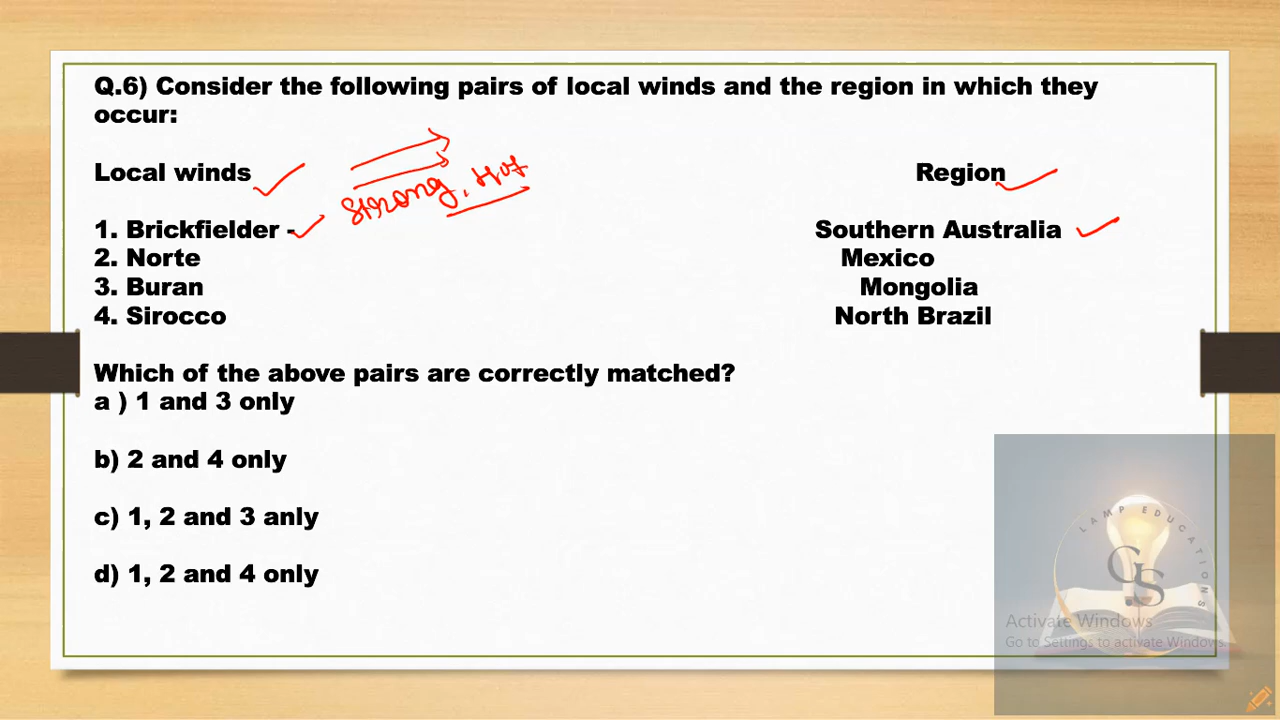 Q.6) Consider the following pairs of local winds and the region in which they
occur:
Local winds Region
Strong, Hot
1. Brickfielder - Southern Australia
2. Norte Mexico
3. Buran Mongolia
4. Sirocco North Brazil
Which of the above pairs are correctly matched?
a ) 1 and 3 only
b) 2 and 4 only
c) 1, 2 and 3 anly
d) 1, 2 and 4 only
LAMP EDUCATIONS
GS
Activate Windows
Go to Settings to activate Windows.